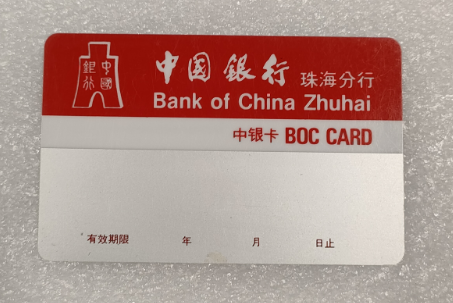 中國銀行
中国银行 珠海分行
Bank of China Zhuhai
中银卡 BOC CARD
有效期限 年 月 日止